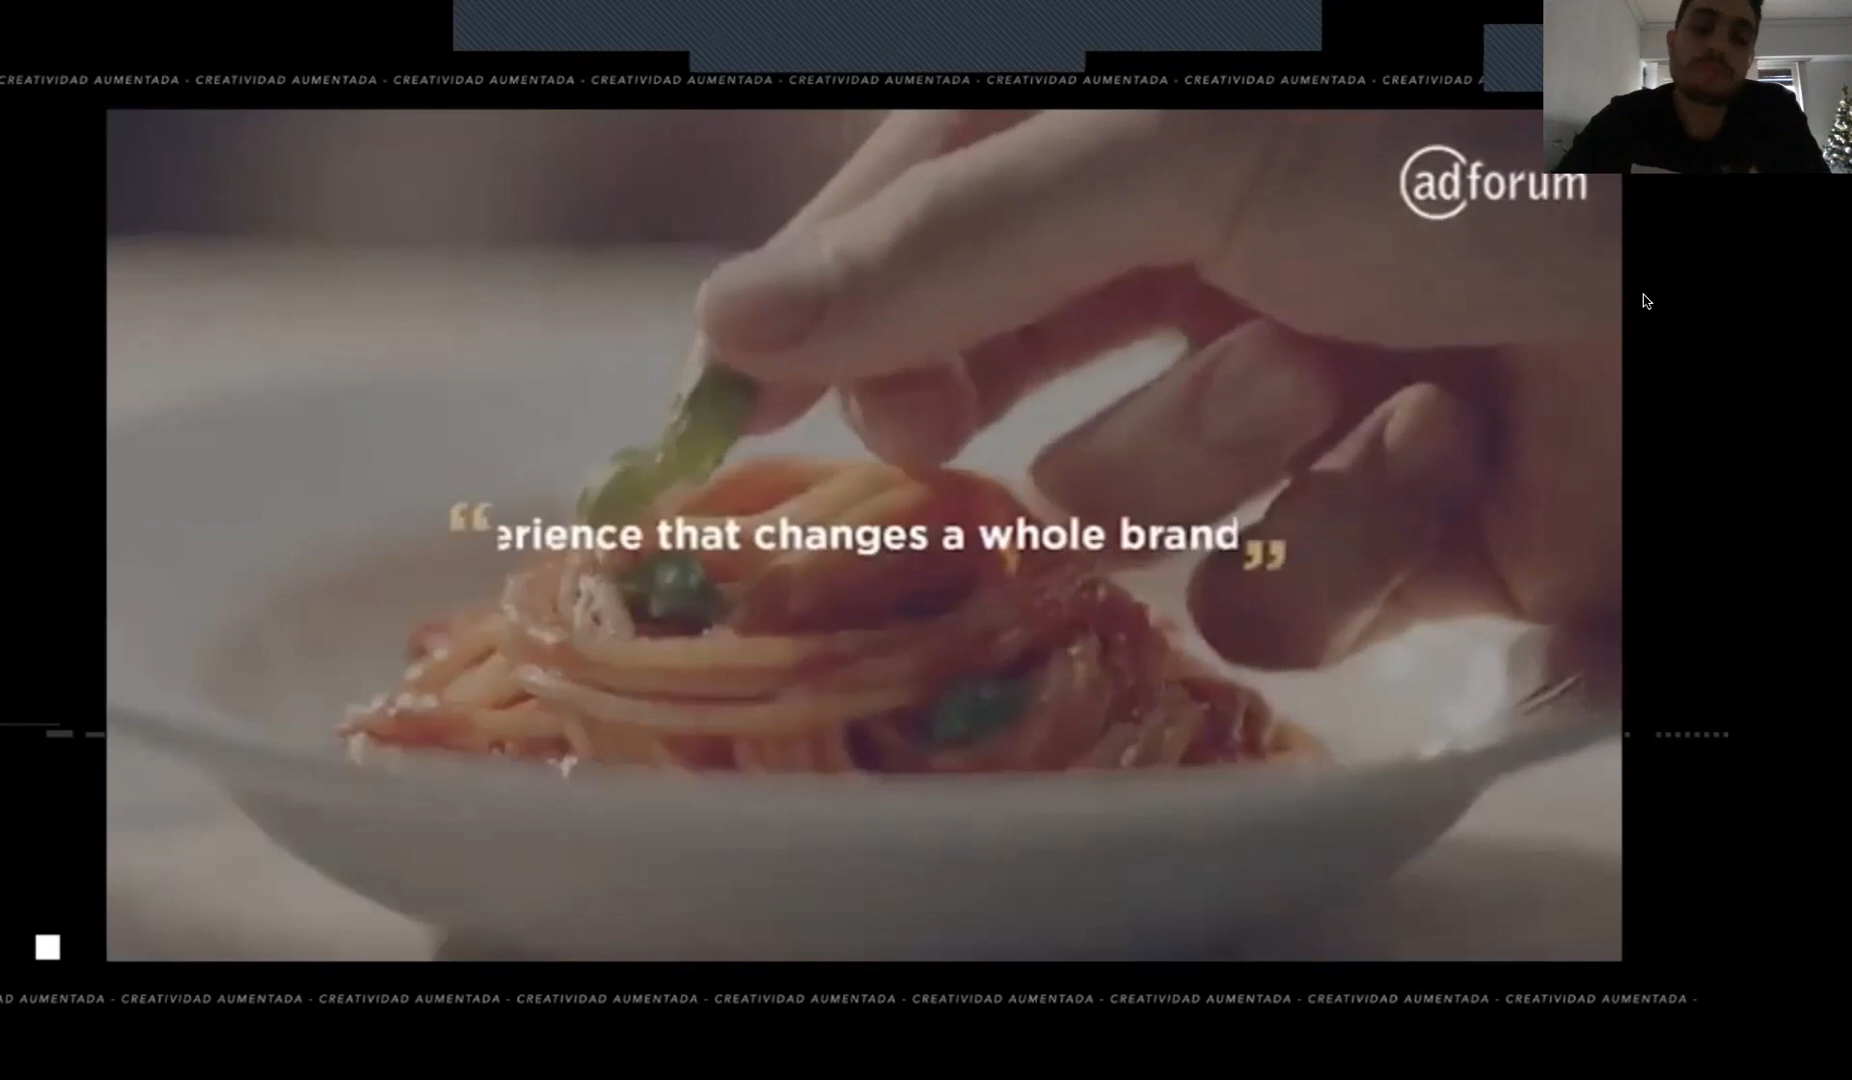 CREATIVIDAD AUMENTADA - CREATIVIDAD AUMENTADA - CREATIVIDAD AUMENTADA - CREATIVIDAD AUMENTADA - CREATIVIDAD AUMENTADA - CREATIVIDAD AUMENTADA - CREATIVIDAD AUMENTADA - CREATIVIDAD A
adforum
“erience that changes a whole brand”
AD AUMENTADA - CREATIVIDAD AUMENTADA - CREATIVIDAD AUMENTADA - CREATIVIDAD AUMENTADA - CREATIVIDAD AUMENTADA - CREATIVIDAD AUMENTADA - CREATIVIDAD AUMENTADA - CREATIVIDAD AUMENTADA - CREATIVIDAD AUMENTADA -